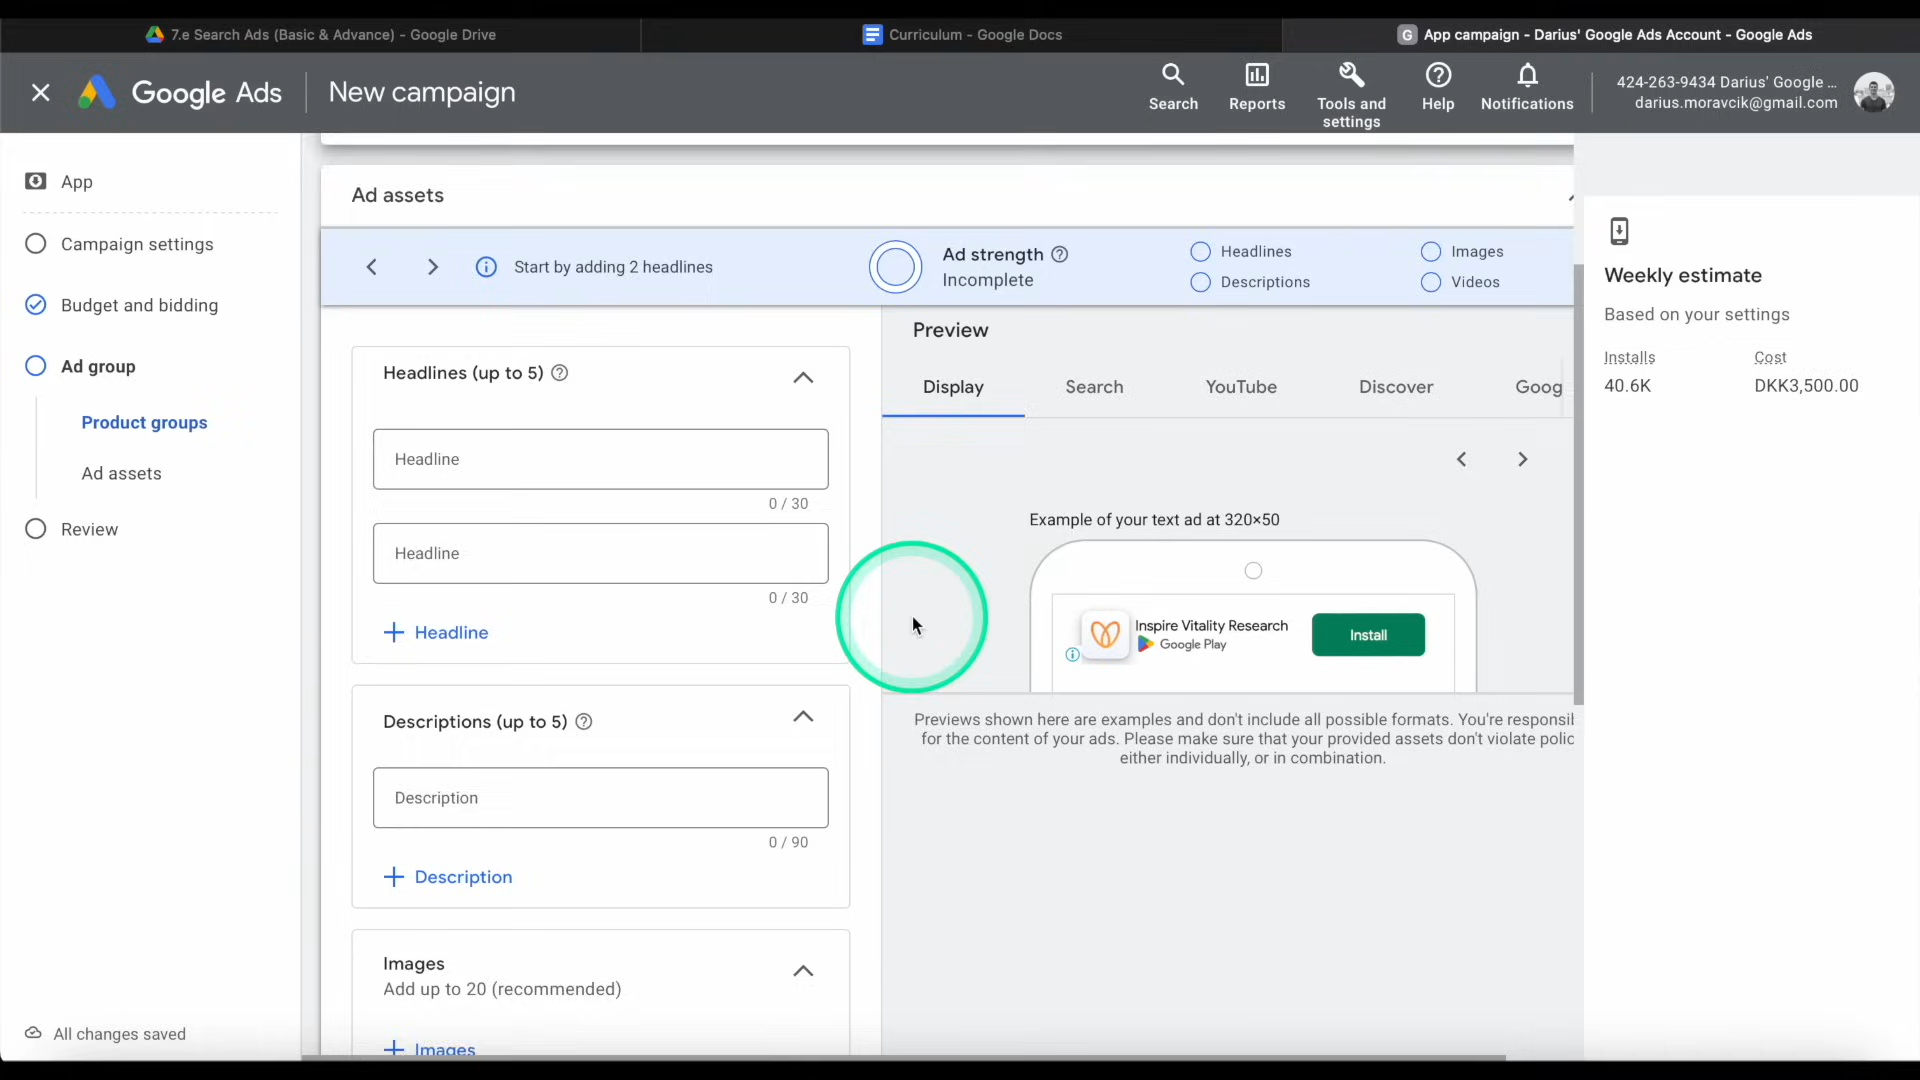 7.e Search Ads (Basic & Advance) - Google Drive
Curriculum - Google Docs
G App campaign - Darius' Google Ads Account - Google Ads
Google Ads
New campaign
Search
Reports
Tools and
settings
Help
Notifications
424-263-9434 Darius' Google ...
darius.moravcik@gmail.com
App
Campaign settings
Budget and bidding
Ad group
Product groups
Ad assets
Review
All changes saved
Ad assets
Start by adding 2 headlines
Ad strength
Incomplete
Headlines
Descriptions
Images
Videos
Headlines (up to 5)
Headline
0 / 30
Headline
0 / 30
+ Headline
Descriptions (up to 5)
Description
0 / 90
+ Description
Images
Add up to 20 (recommended)
+ Images
Preview
Display
Search
YouTube
Discover
Goog
Example of your text ad at 320×50
Inspire Vitality Research
Google Play
Install
Previews shown here are examples and don't include all possible formats. You're responsi
for the content of your ads. Please make sure that your provided assets don't violate polic
either individually, or in combination.
Weekly estimate
Based on your settings
Installs
Cost
40.6K
DKK3,500.00